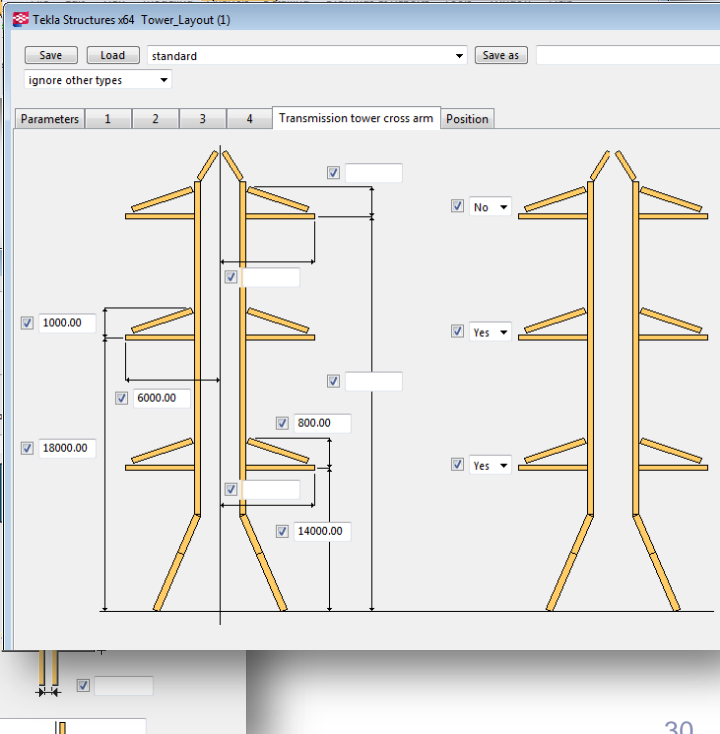 Tekla Structures x64 Tower_Layout (1)
Save Load standard Save as
ignore other types
Parameters 1 2 3 4 Transmission tower cross arm Position
No
1000.00
Yes
6000.00
800.00
18000.00
Yes
14000.00
30